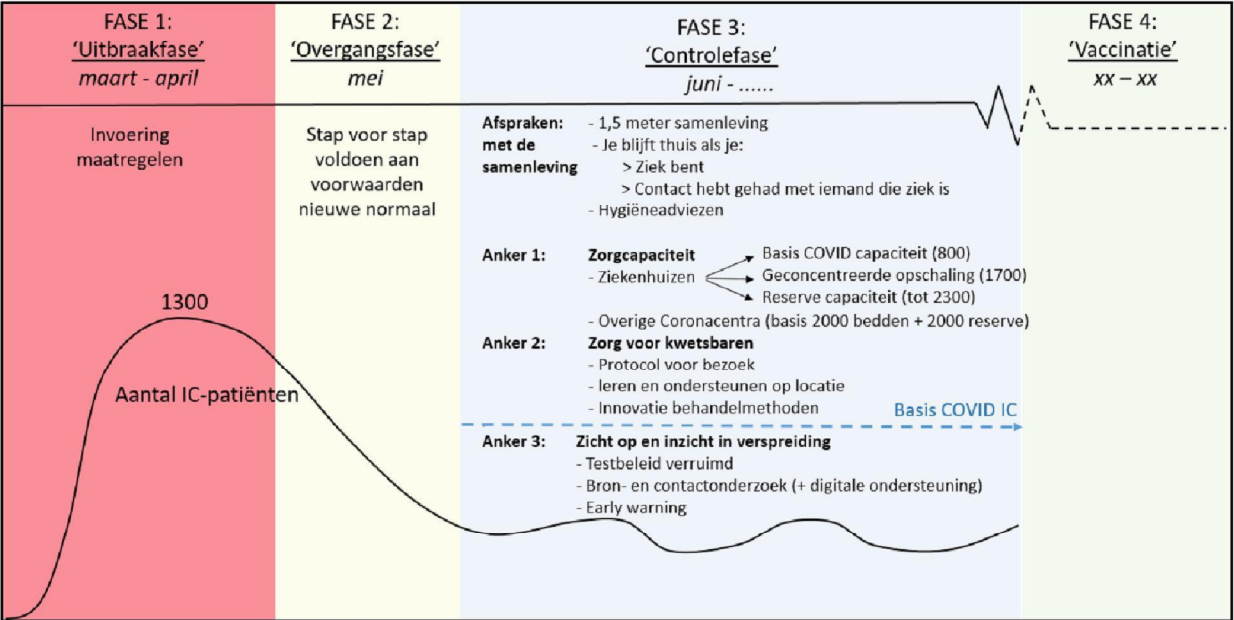 FASE 1:
‘Uitbraakfase’
maart - april
FASE 2:
‘Overgangsfase’
mei
FASE 3:
‘Controlefase’
juni - ......
FASE 4:
‘Vaccinatie’
xx – xx
Invoering
maatregelen
Stap voor stap
voldoen aan
voorwaarden
nieuwe normaal
Afspraken: - 1,5 meter samenleving
met de - Je blijft thuis als je:
samenleving > Ziek bent
> Contact hebt gehad met iemand die ziek is
- Hygiëneadviezen
Anker 1: Zorgcapaciteit
- Ziekenhuizen
Basis COVID capaciteit (800)
Geconcentreerde opschaling (1700)
Reserve capaciteit (tot 2300)
- Overige Coronacentra (basis 2000 bedden + 2000 reserve)
Anker 2: Zorg voor kwetsbaren
- Protocol voor bezoek
- leren en ondersteunen op locatie
- Innovatie behandelmethoden
Basis COVID IC
Anker 3: Zicht op en inzicht in verspreiding
- Testbeleid verruimd
- Bron- en contactonderzoek (+ digitale ondersteuning)
- Early warning
1300
Aantal IC-patiënten